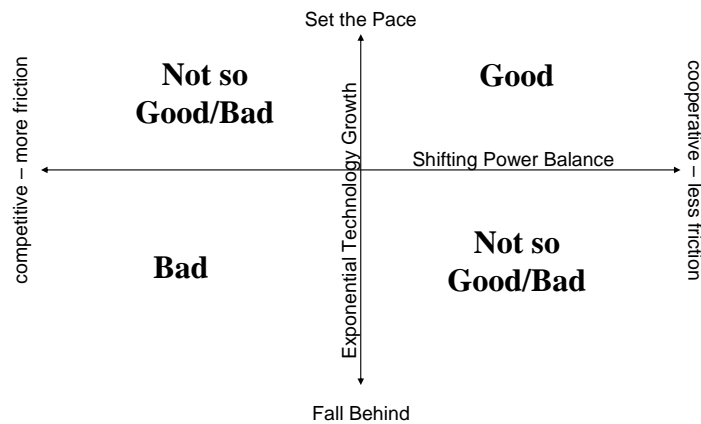 Set the Pace
Not so
Good/Bad
Good
competitive – more friction
Exponential Technology Growth
Shifting Power Balance
cooperative – less friction
Bad
Not so
Good/Bad
Fall Behind